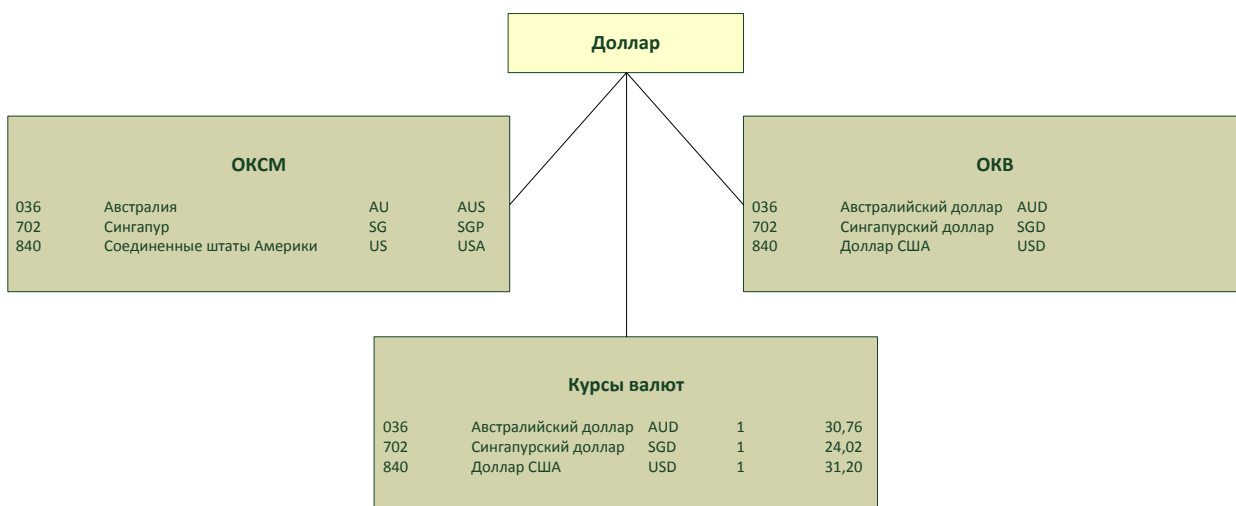 Доллар
ОКСМ
036 Австралия AU AUS
702 Сингапур SG SGP
840 Соединенные штаты Америки US USA
ОКВ
036 Австралийский доллар AUD
702 Сингапурский доллар SGD
840 Доллар США USD
Курсы валют
036 Австралийский доллар AUD 1 30,76
702 Сингапурский доллар SGD 1 24,02
840 Доллар США USD 1 31,20